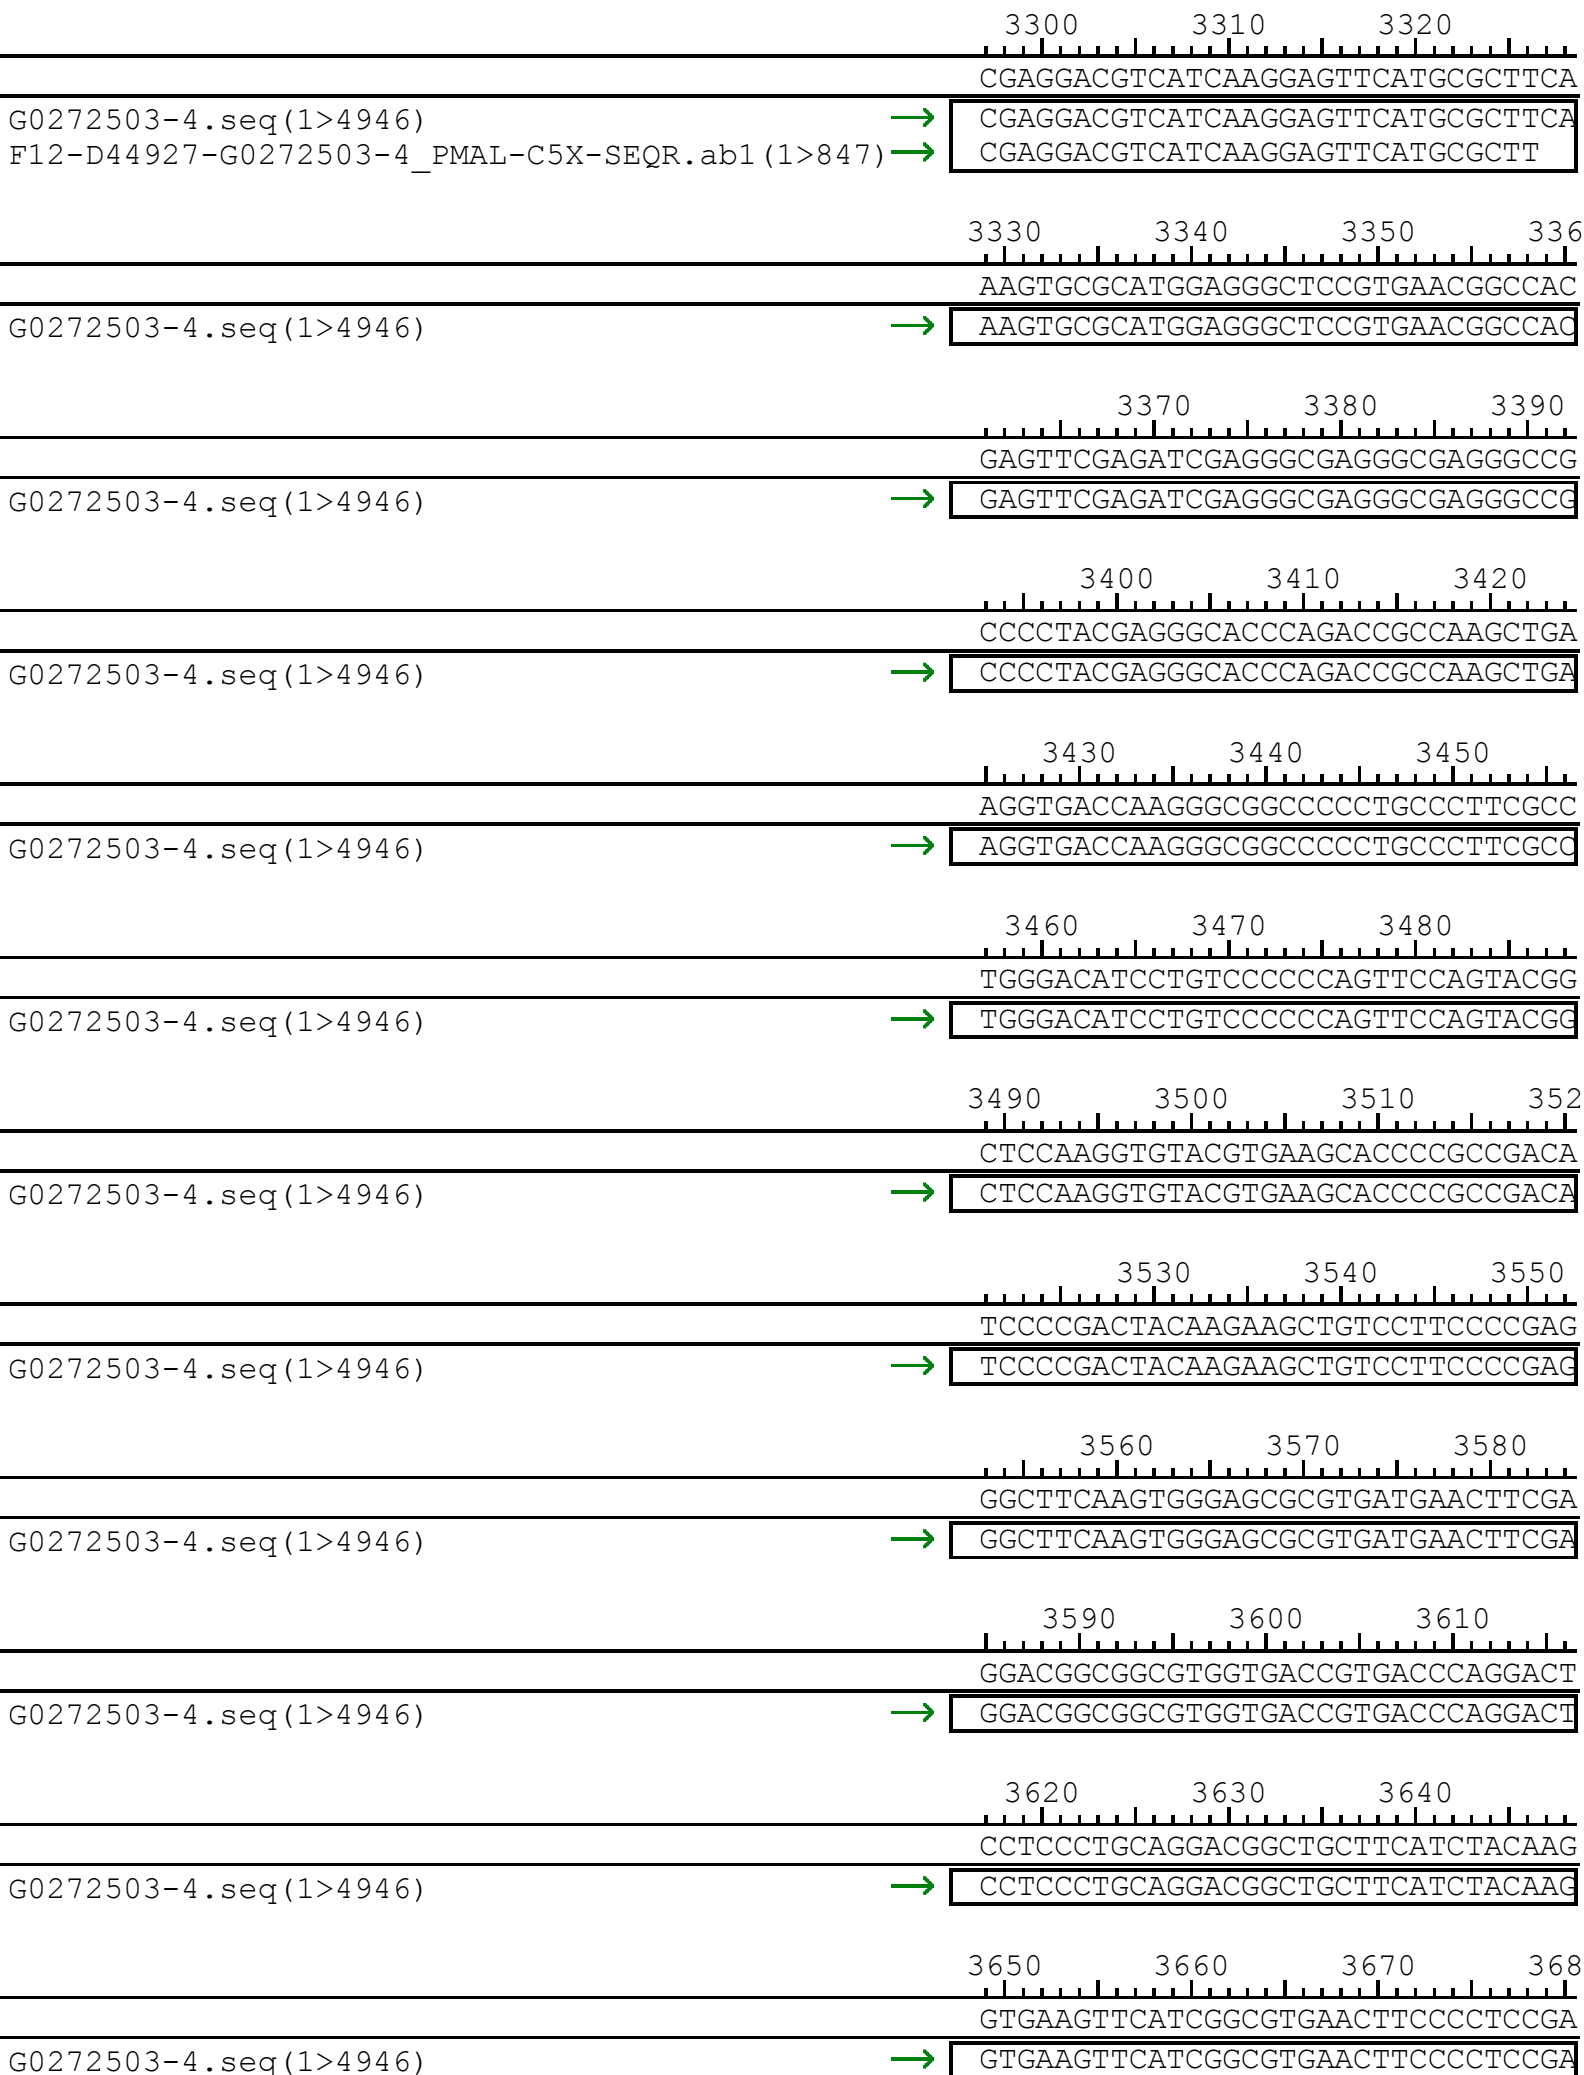 3300 3310 3320
CGAGGACGTCATCAAGGAGTTCATGCGCTTCA
G0272503-4.seq(1>4946) → CGAGGACGTCATCAAGGAGTTCATGCGCTTCA
F12-D44927-G0272503-4_PMAL-C5X-SEQR.ab1(1>847) → CGAGGACGTCATCAAGGAGTTCATGCGCTT
3330 3340 3350 336
AAGTGCGCATGGAGGGCTCCGTGAACGGCCAC
G0272503-4.seq(1>4946) → AAGTGCGCATGGAGGGCTCCGTGAACGGCCAC
3370 3380 3390
GAGTTCGAGATCGAGGGCGAGGGCGAGGGCCG
G0272503-4.seq(1>4946) → GAGTTCGAGATCGAGGGCGAGGGCGAGGGCCG
3400 3410 3420
CCCCTACGAGGGCACCCAGACCGCCAAGCTGA
G0272503-4.seq(1>4946) → CCCCTACGAGGGCACCCAGACCGCCAAGCTGA
3430 3440 3450
AGGTGACCAAGGGCGGCCCCCTGCCCTTCGCC
G0272503-4.seq(1>4946) → AGGTGACCAAGGGCGGCCCCCTGCCCTTCGCC
3460 3470 3480
TGGGACATCCTGTCCCCCCAGTTCCAGTACGG
G0272503-4.seq(1>4946) → TGGGACATCCTGTCCCCCCAGTTCCAGTACGG
3490 3500 3510 352
CTCCAAGGTGTACGTGAAGCACCCCGCCGACA
G0272503-4.seq(1>4946) → CTCCAAGGTGTACGTGAAGCACCCCGCCGACA
3530 3540 3550
TCCCCGACTACAAGAAGCTGTCCTTCCCCGAG
G0272503-4.seq(1>4946) → TCCCCGACTACAAGAAGCTGTCCTTCCCCGAG
3560 3570 3580
GGCTTCAAGTGGGAGCGCGTGATGAACTTCGA
G0272503-4.seq(1>4946) → GGCTTCAAGTGGGAGCGCGTGATGAACTTCGA
3590 3600 3610
GGACGGCGGCGTGGTGACCGTGACCCAGGACT
G0272503-4.seq(1>4946) → GGACGGCGGCGTGGTGACCGTGACCCAGGACT
3620 3630 3640
CCTCCCTGCAGGACGGCTGCTTCATCTACAAG
G0272503-4.seq(1>4946) → CCTCCCTGCAGGACGGCTGCTTCATCTACAAG
3650 3660 3670 368
GTGAAGTTCATCGGCGTGAACTTCCCCTCCGA
G0272503-4.seq(1>4946) → GTGAAGTTCATCGGCGTGAACTTCCCCTCCGA